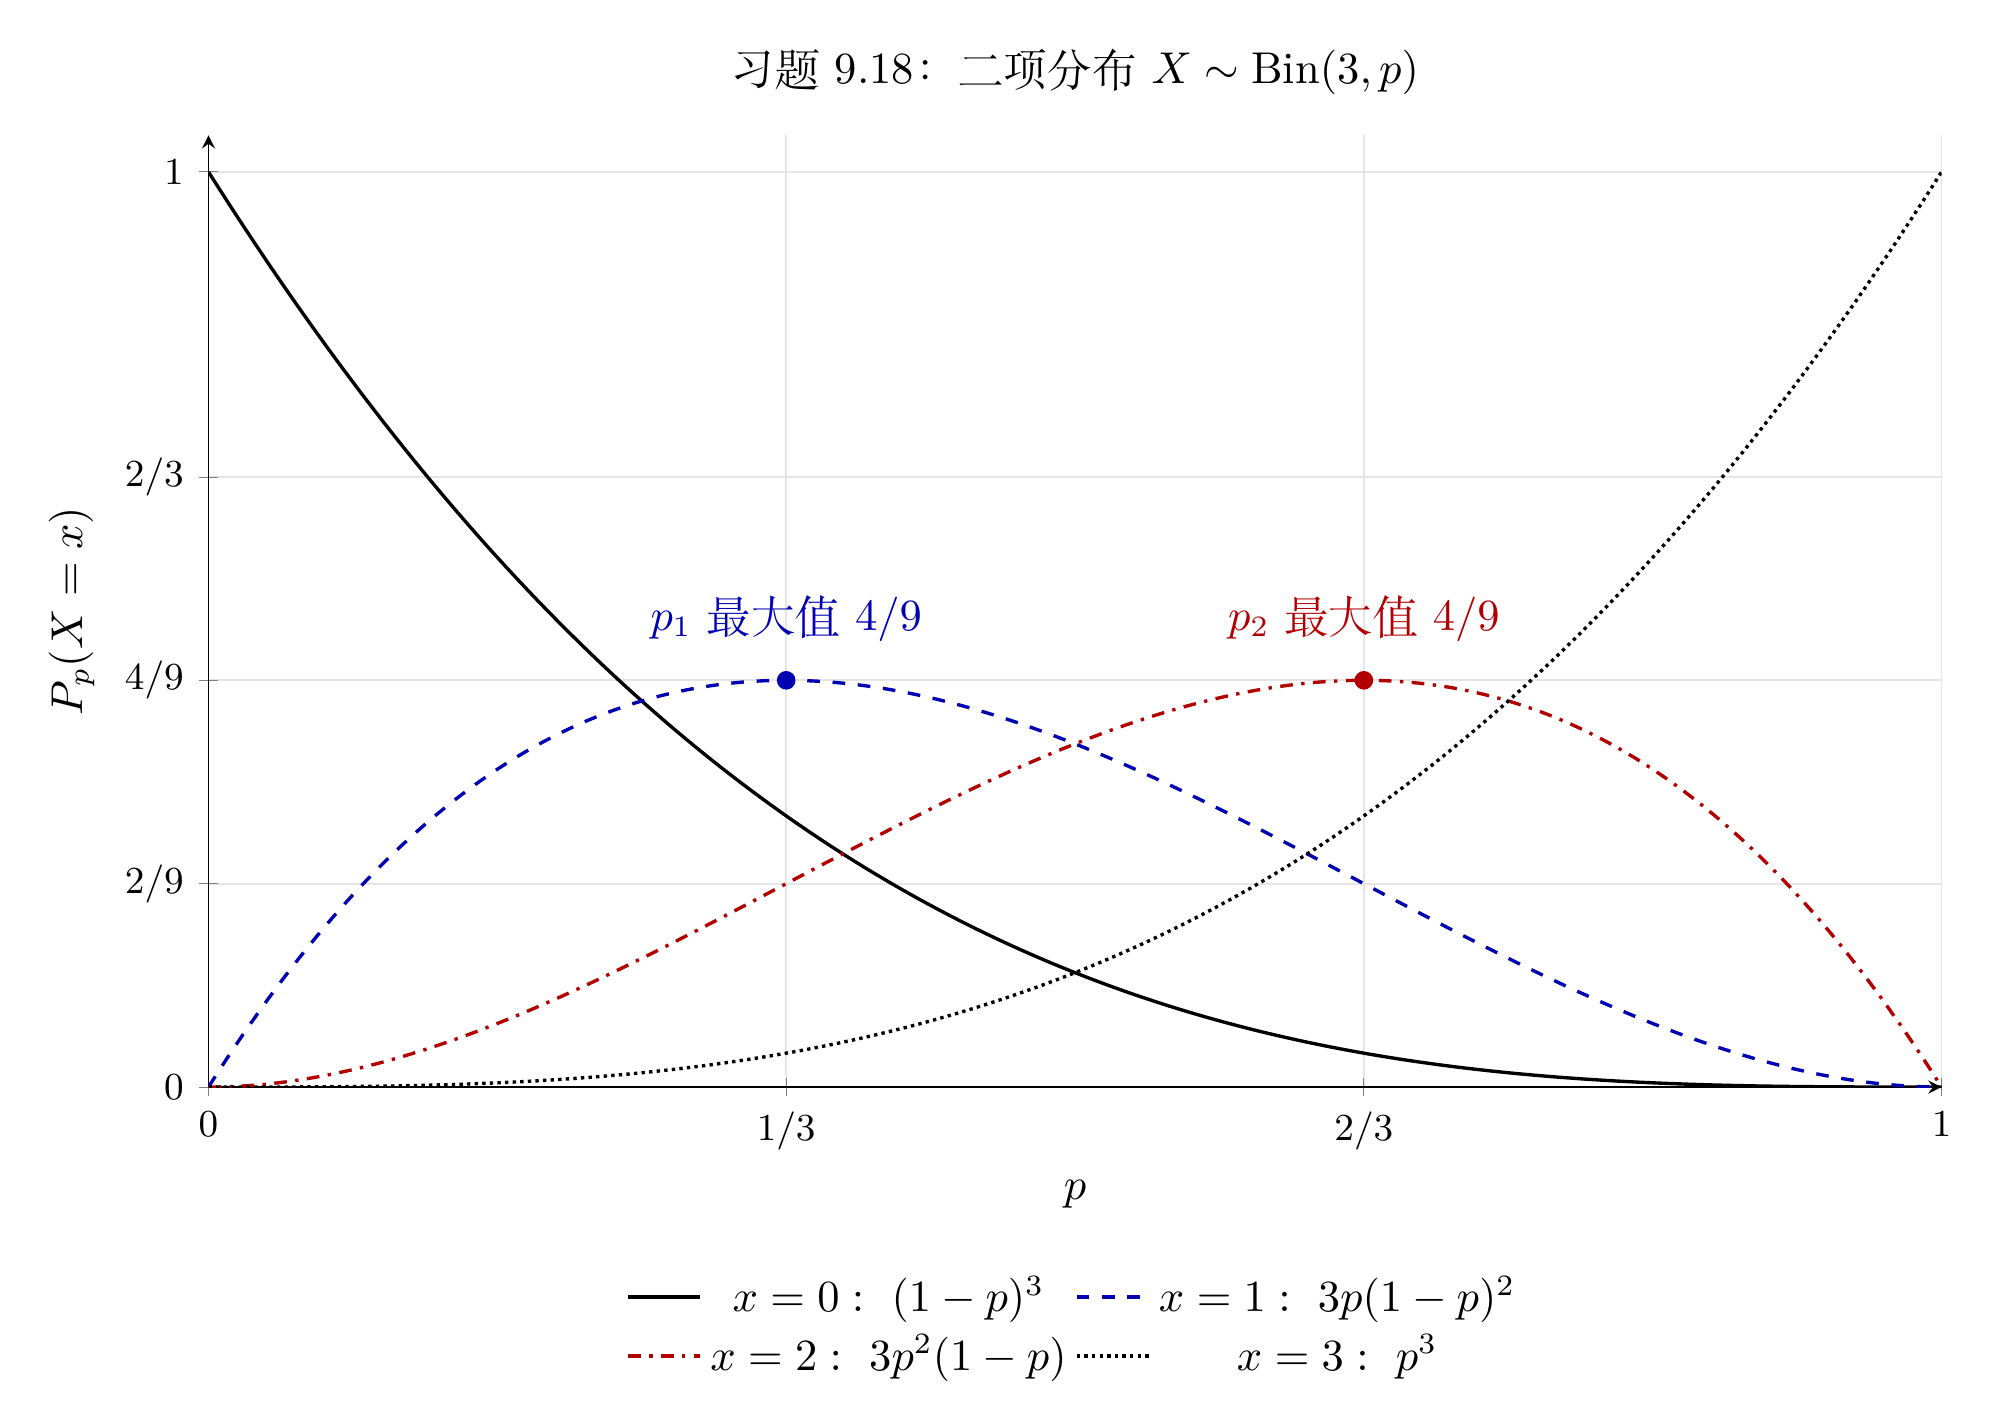 习题 9.18：二项分布 X ∼ Bin(3, p)
1
2/3
4/9
2/9
0
P_p(X = x)
p₁ 最大值 4/9
p₂ 最大值 4/9
0
1/3
2/3
1
p
x = 0 : (1 − p)³
x = 1 : 3p(1 − p)²
x = 2 : 3p²(1 − p)
x = 3 : p³